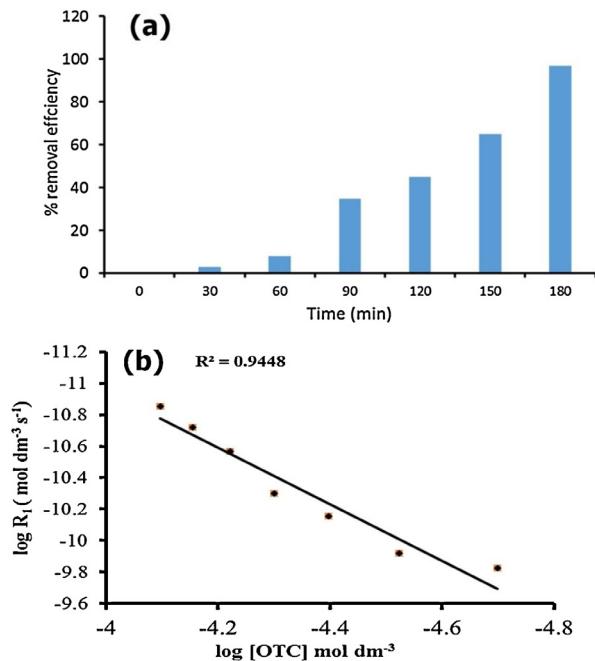 (a)
% removal effciency
120
100
80
60
40
20
0
0 30 60 90 120 150 180
Time (min)
(b)
R² = 0.9448
log R₁ ( mol dm⁻³ s⁻¹)
-11.2
-11
-10.8
-10.6
-10.4
-10.2
-10
-9.8
-9.6
-4 -4.2 -4.4 -4.6 -4.8
log [OTC] mol dm⁻³